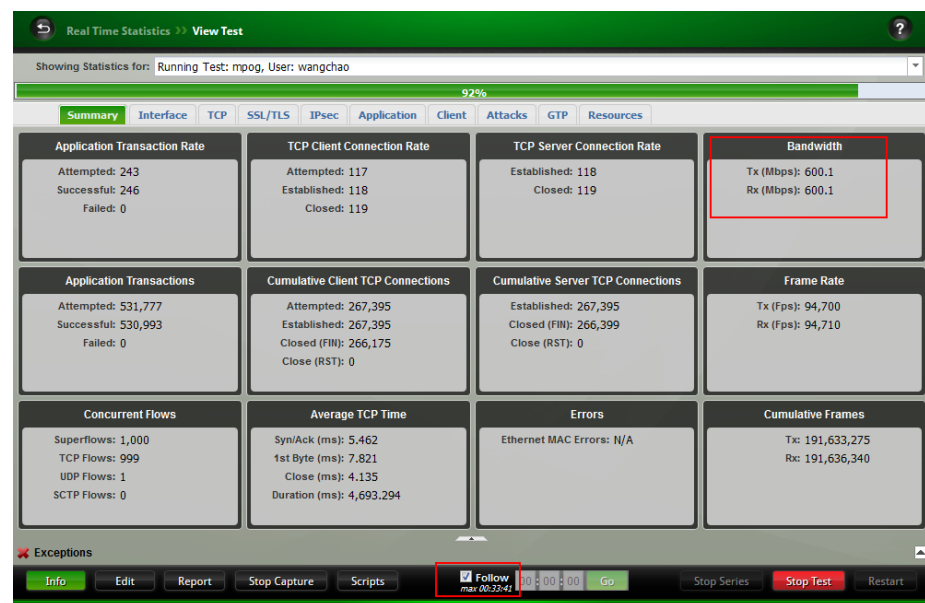 Real Time Statistics >> View Test
?
Showing Statistics for: Running Test: mpog, User: wangchao
92%
Summary Interface TCP SSL/TLS IPsec Application Client Attacks GTP Resources
Application Transaction Rate
Attempted: 243
Successful: 246
Failed: 0
TCP Client Connection Rate
Attempted: 117
Established: 118
Closed: 119
TCP Server Connection Rate
Established: 118
Closed: 119
Bandwidth
Tx (Mbps): 600.1
Rx (Mbps): 600.1
Application Transactions
Attempted: 531,777
Successful: 530,993
Failed: 0
Cumulative Client TCP Connections
Attempted: 267,395
Established: 267,395
Closed (FIN): 266,175
Close (RST): 0
Cumulative Server TCP Connections
Established: 267,395
Closed (FIN): 266,399
Close (RST): 0
Frame Rate
Tx (Fps): 94,700
Rx (Fps): 94,710
Concurrent Flows
Superflows: 1,000
TCP Flows: 999
UDP Flows: 1
SCTP Flows: 0
Average TCP Time
Syn/Ack (ms): 5.462
1st Byte (ms): 7.821
Close (ms): 4.135
Duration (ms): 4,693.294
Errors
Ethernet MAC Errors: N/A
Cumulative Frames
Tx: 191,633,275
Rx: 191,636,340
Exceptions
Info Edit Report Stop Capture Scripts Follow 00 : 00 : 00 Go Stop Series Stop Test Restart
max 00:33:41